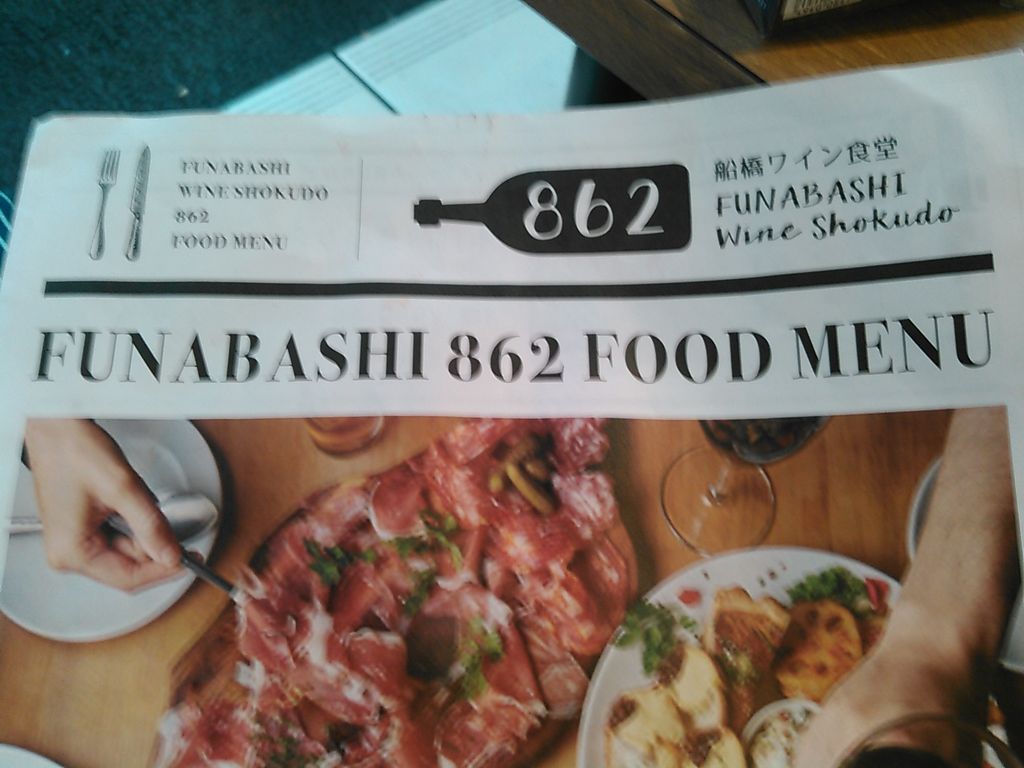 FUNABASHI
WINE SHOKUDO
862
FOOD MENU
862
船橋ワイン食堂
FUNABASHI
Wine Shokudo
FUNABASHI 862 FOOD MENU